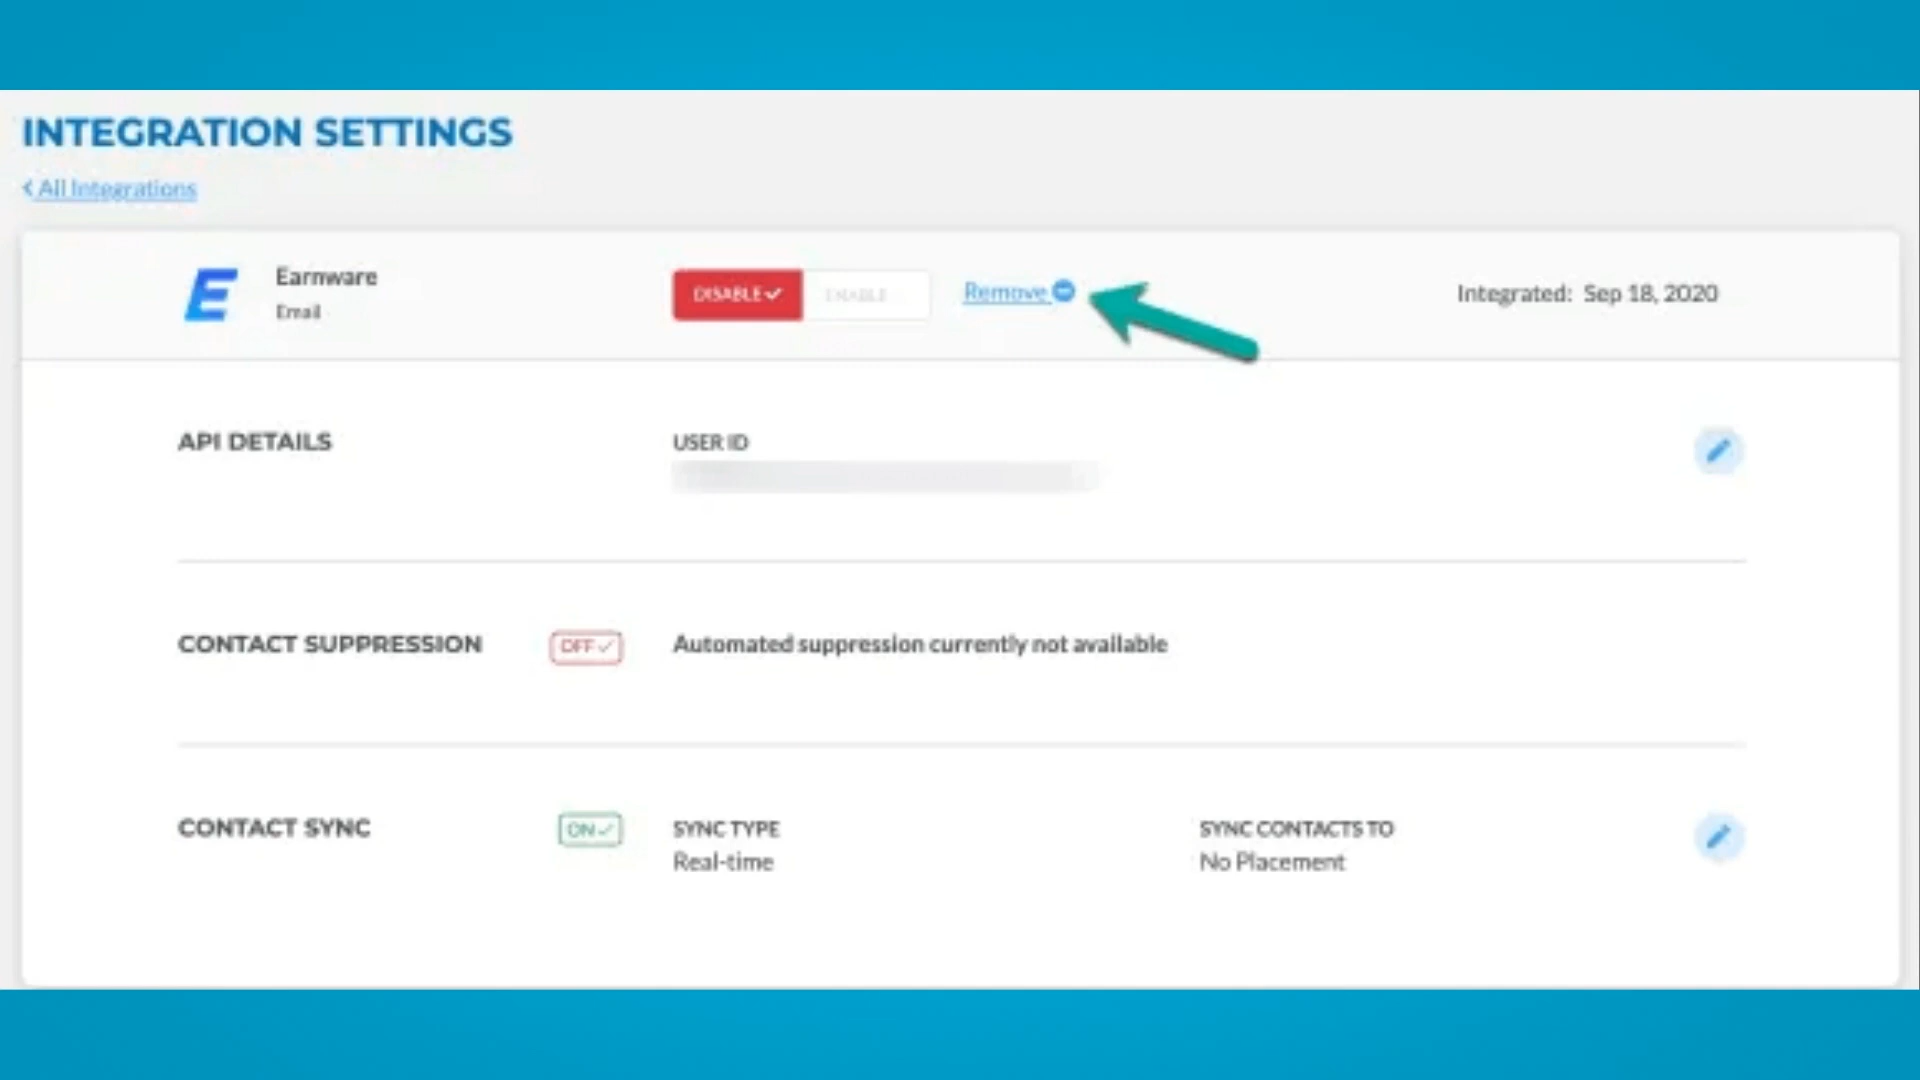 INTEGRATION SETTINGS
All Integrations
E
Earnware
Email
DISABLE
ENABLE
Remove
Integrated: Sep 18, 2020
API DETAILS
USER ID
CONTACT SUPPRESSION
OFF
Automated suppression currently not available
CONTACT SYNC
ON
SYNC TYPE
Real-time
SYNC CONTACTS TO
No Placement